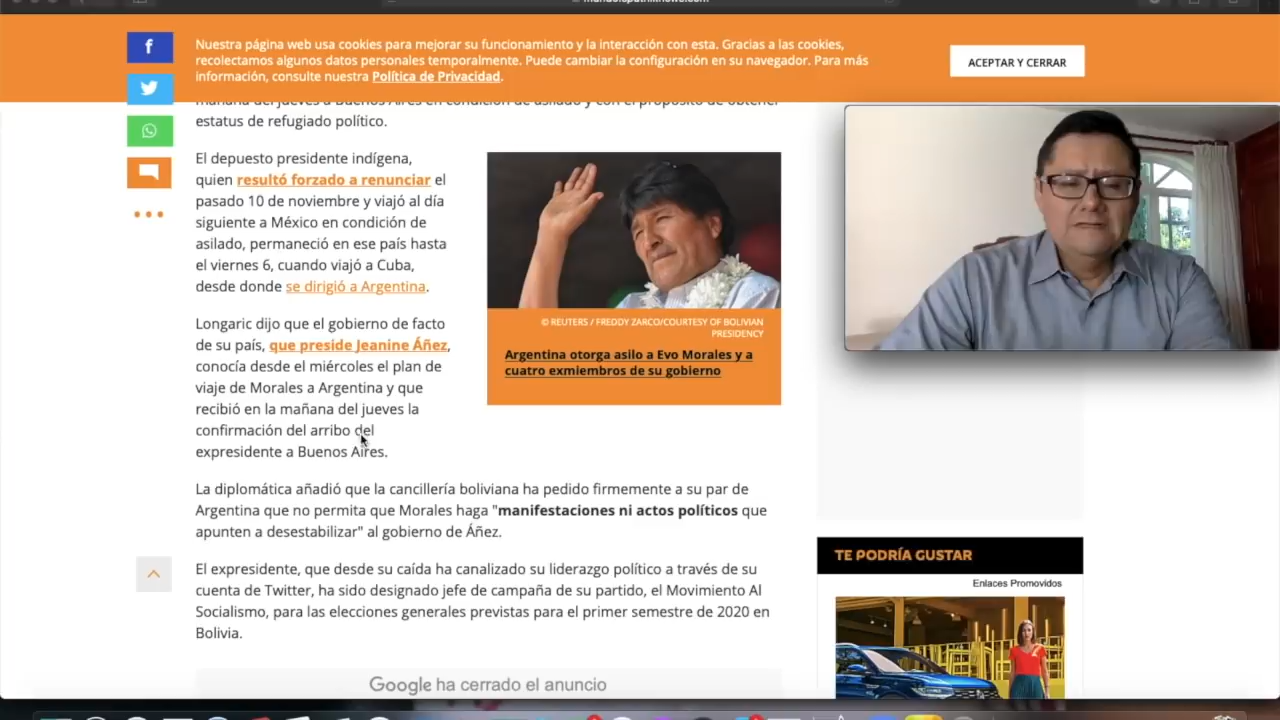 Nuestra página web usa cookies para mejorar su funcionamiento y la interacción con esta. Gracias a las cookies,
recolectamos algunos datos personales temporalmente. Puede cambiar la configuración en su navegador. Para más
información, consulte nuestra Política de Privacidad.
ACEPTAR Y CERRAR
mañana del jueves a Buenos Aires en condición de asilado y con el propósito de obtener
estatus de refugiado político.
El depuesto presidente indígena,
quien resultó forzado a renunciar el
pasado 10 de noviembre y viajó al día
siguiente a México en condición de
asilado, permaneció en ese país hasta
el viernes 6, cuando viajó a Cuba,
desde donde se dirigió a Argentina.
© REUTERS / FREDDY ZARCO/COURTESY OF BOLIVIAN
PRESIDENCY
Argentina otorga asilo a Evo Morales y a
cuatro exmiembros de su gobierno
Longaric dijo que el gobierno de facto
de su país, que preside Jeanine Áñez,
conocía desde el miércoles el plan de
viaje de Morales a Argentina y que
recibió en la mañana del jueves la
confirmación del arribo del
expresidente a Buenos Aires.
La diplomática añadió que la cancillería boliviana ha pedido firmemente a su par de
Argentina que no permita que Morales haga "manifestaciones ni actos políticos que
apunten a desestabilizar" al gobierno de Áñez.
El expresidente, que desde su caída ha canalizado su liderazgo político a través de su
cuenta de Twitter, ha sido designado jefe de campaña de su partido, el Movimiento Al
Socialismo, para las elecciones generales previstas para el primer semestre de 2020 en
Bolivia.
Google ha cerrado el anuncio
TE PODRÍA GUSTAR
Enlaces Promovidos